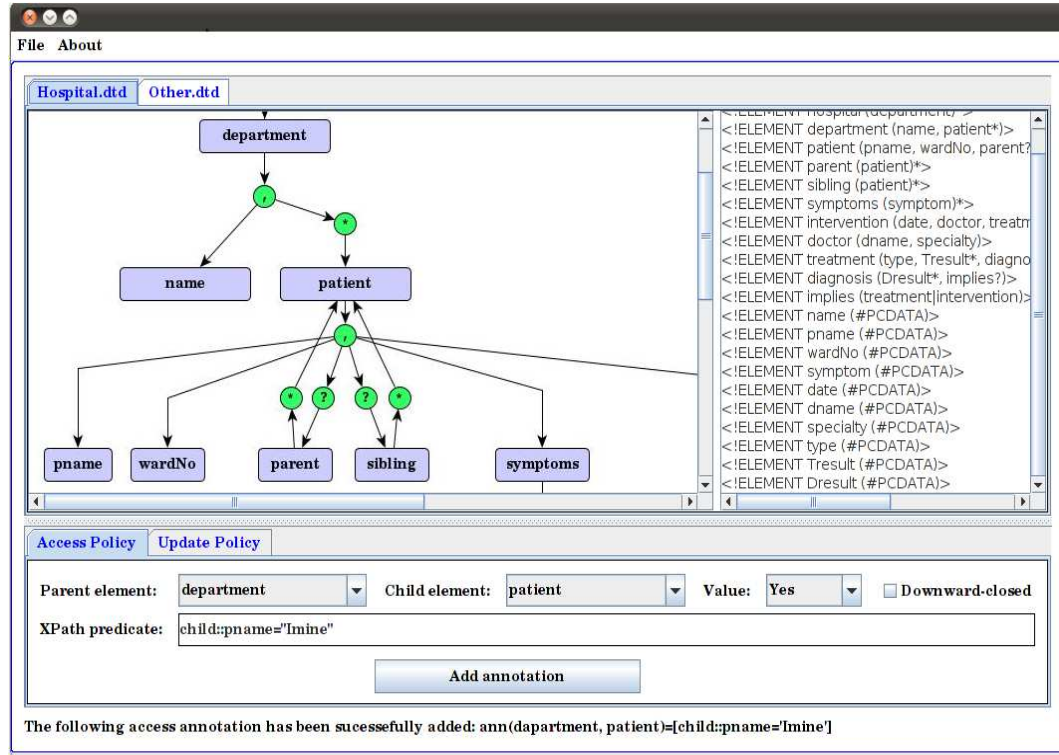 File About
Hospital.dtd Other.dtd
department
,
*
name
patient
,
* ? ? *
pname wardNo parent sibling symptoms
<!ELEMENT hospital (department)*>
<!ELEMENT department (name, patient*)>
<!ELEMENT patient (pname, wardNo, parent?
<!ELEMENT parent (patient)*>
<!ELEMENT sibling (patient)*>
<!ELEMENT symptoms (symptom)*>
<!ELEMENT intervention (date, doctor, treatm
<!ELEMENT doctor (dname, specialty)>
<!ELEMENT treatment (type, Tresult*, diagno
<!ELEMENT diagnosis (Dresult*, implies?)>
<!ELEMENT implies (treatment|intervention)>
<!ELEMENT name (#PCDATA)>
<!ELEMENT pname (#PCDATA)>
<!ELEMENT wardNo (#PCDATA)>
<!ELEMENT symptom (#PCDATA)>
<!ELEMENT date (#PCDATA)>
<!ELEMENT dname (#PCDATA)>
<!ELEMENT specialty (#PCDATA)>
<!ELEMENT type (#PCDATA)>
<!ELEMENT Tresult (#PCDATA)>
<!ELEMENT Dresult (#PCDATA)>
Access Policy Update Policy
Parent element: department Child element: patient Value: Yes Downward-closed
XPath predicate: child::pname="Imine"
Add annotation
The following access annotation has been sucessefully added: ann(dapartment, patient)=[child::pname='Imine']